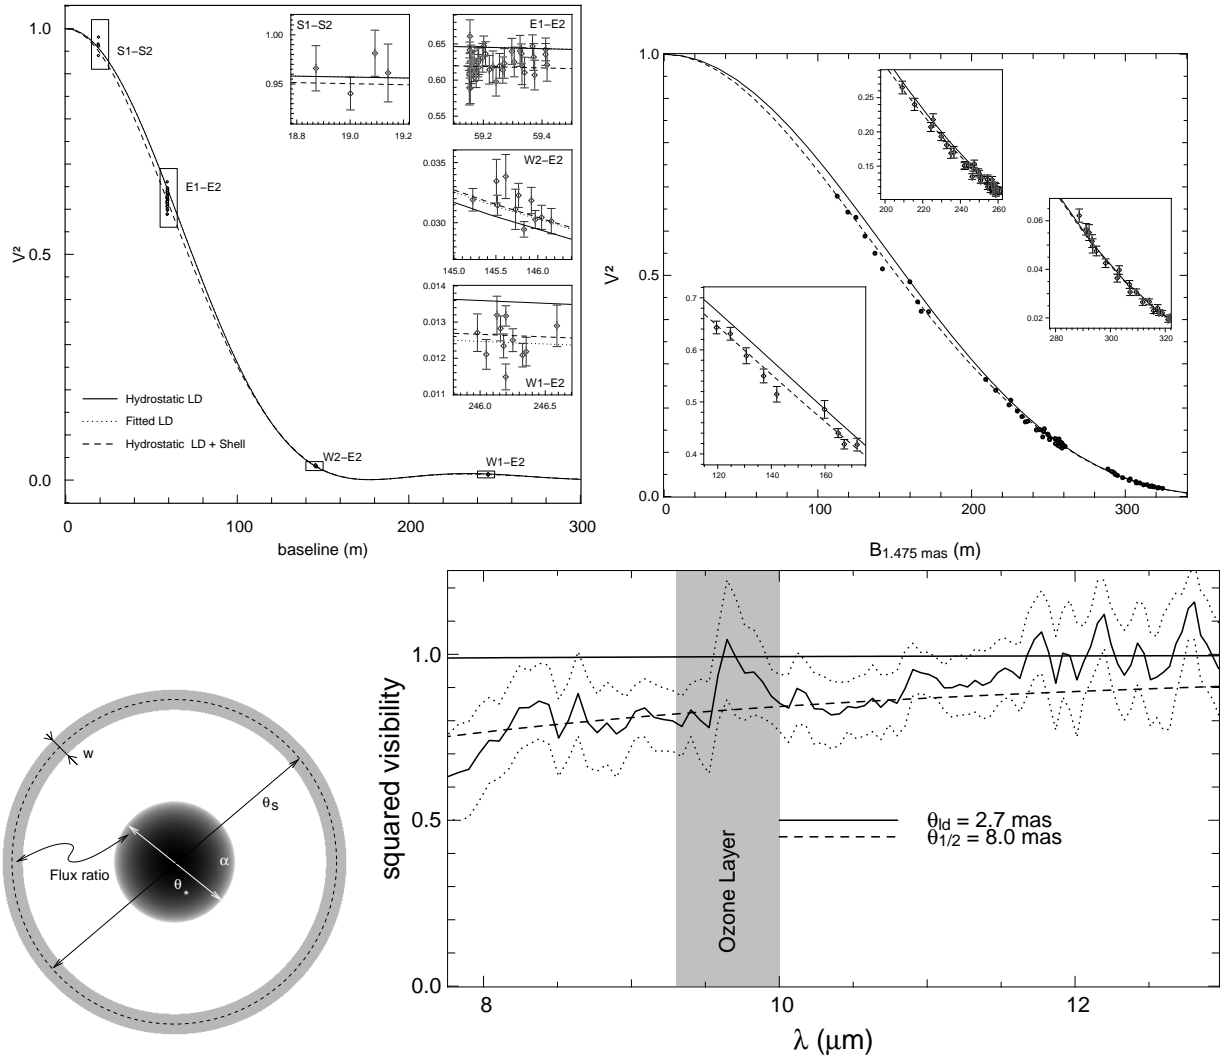 1.0
0.5
0.0
V²
0 100 200 300
baseline (m)
S1−S2
E1−E2
W2−E2
W1−E2
Hydrostatic LD
Fitted LD
Hydrostatic LD + Shell
S1−S2
1.00
0.95
18.8 19.0 19.2
E1−E2
0.65
0.60
0.55
59.2 59.4
W2−E2
0.035
0.030
145.0 145.5 146.0
0.014
0.013
0.012
0.011
W1−E2
246.0 246.5
1.0
0.5
0.0
V²
0 100 200 300
B1.475 mas (m)
0.25
0.20
0.15
200 220 240 260
0.06
0.04
0.02
280 290 300 310 320
0.7
0.6
0.5
0.4
120 140 160
w
θS
α
θ⋆
Flux ratio
1.0
0.5
0.0
squared visibility
8 10 12
λ (μm)
Ozone Layer
θld = 2.7 mas
θ1/2 = 8.0 mas